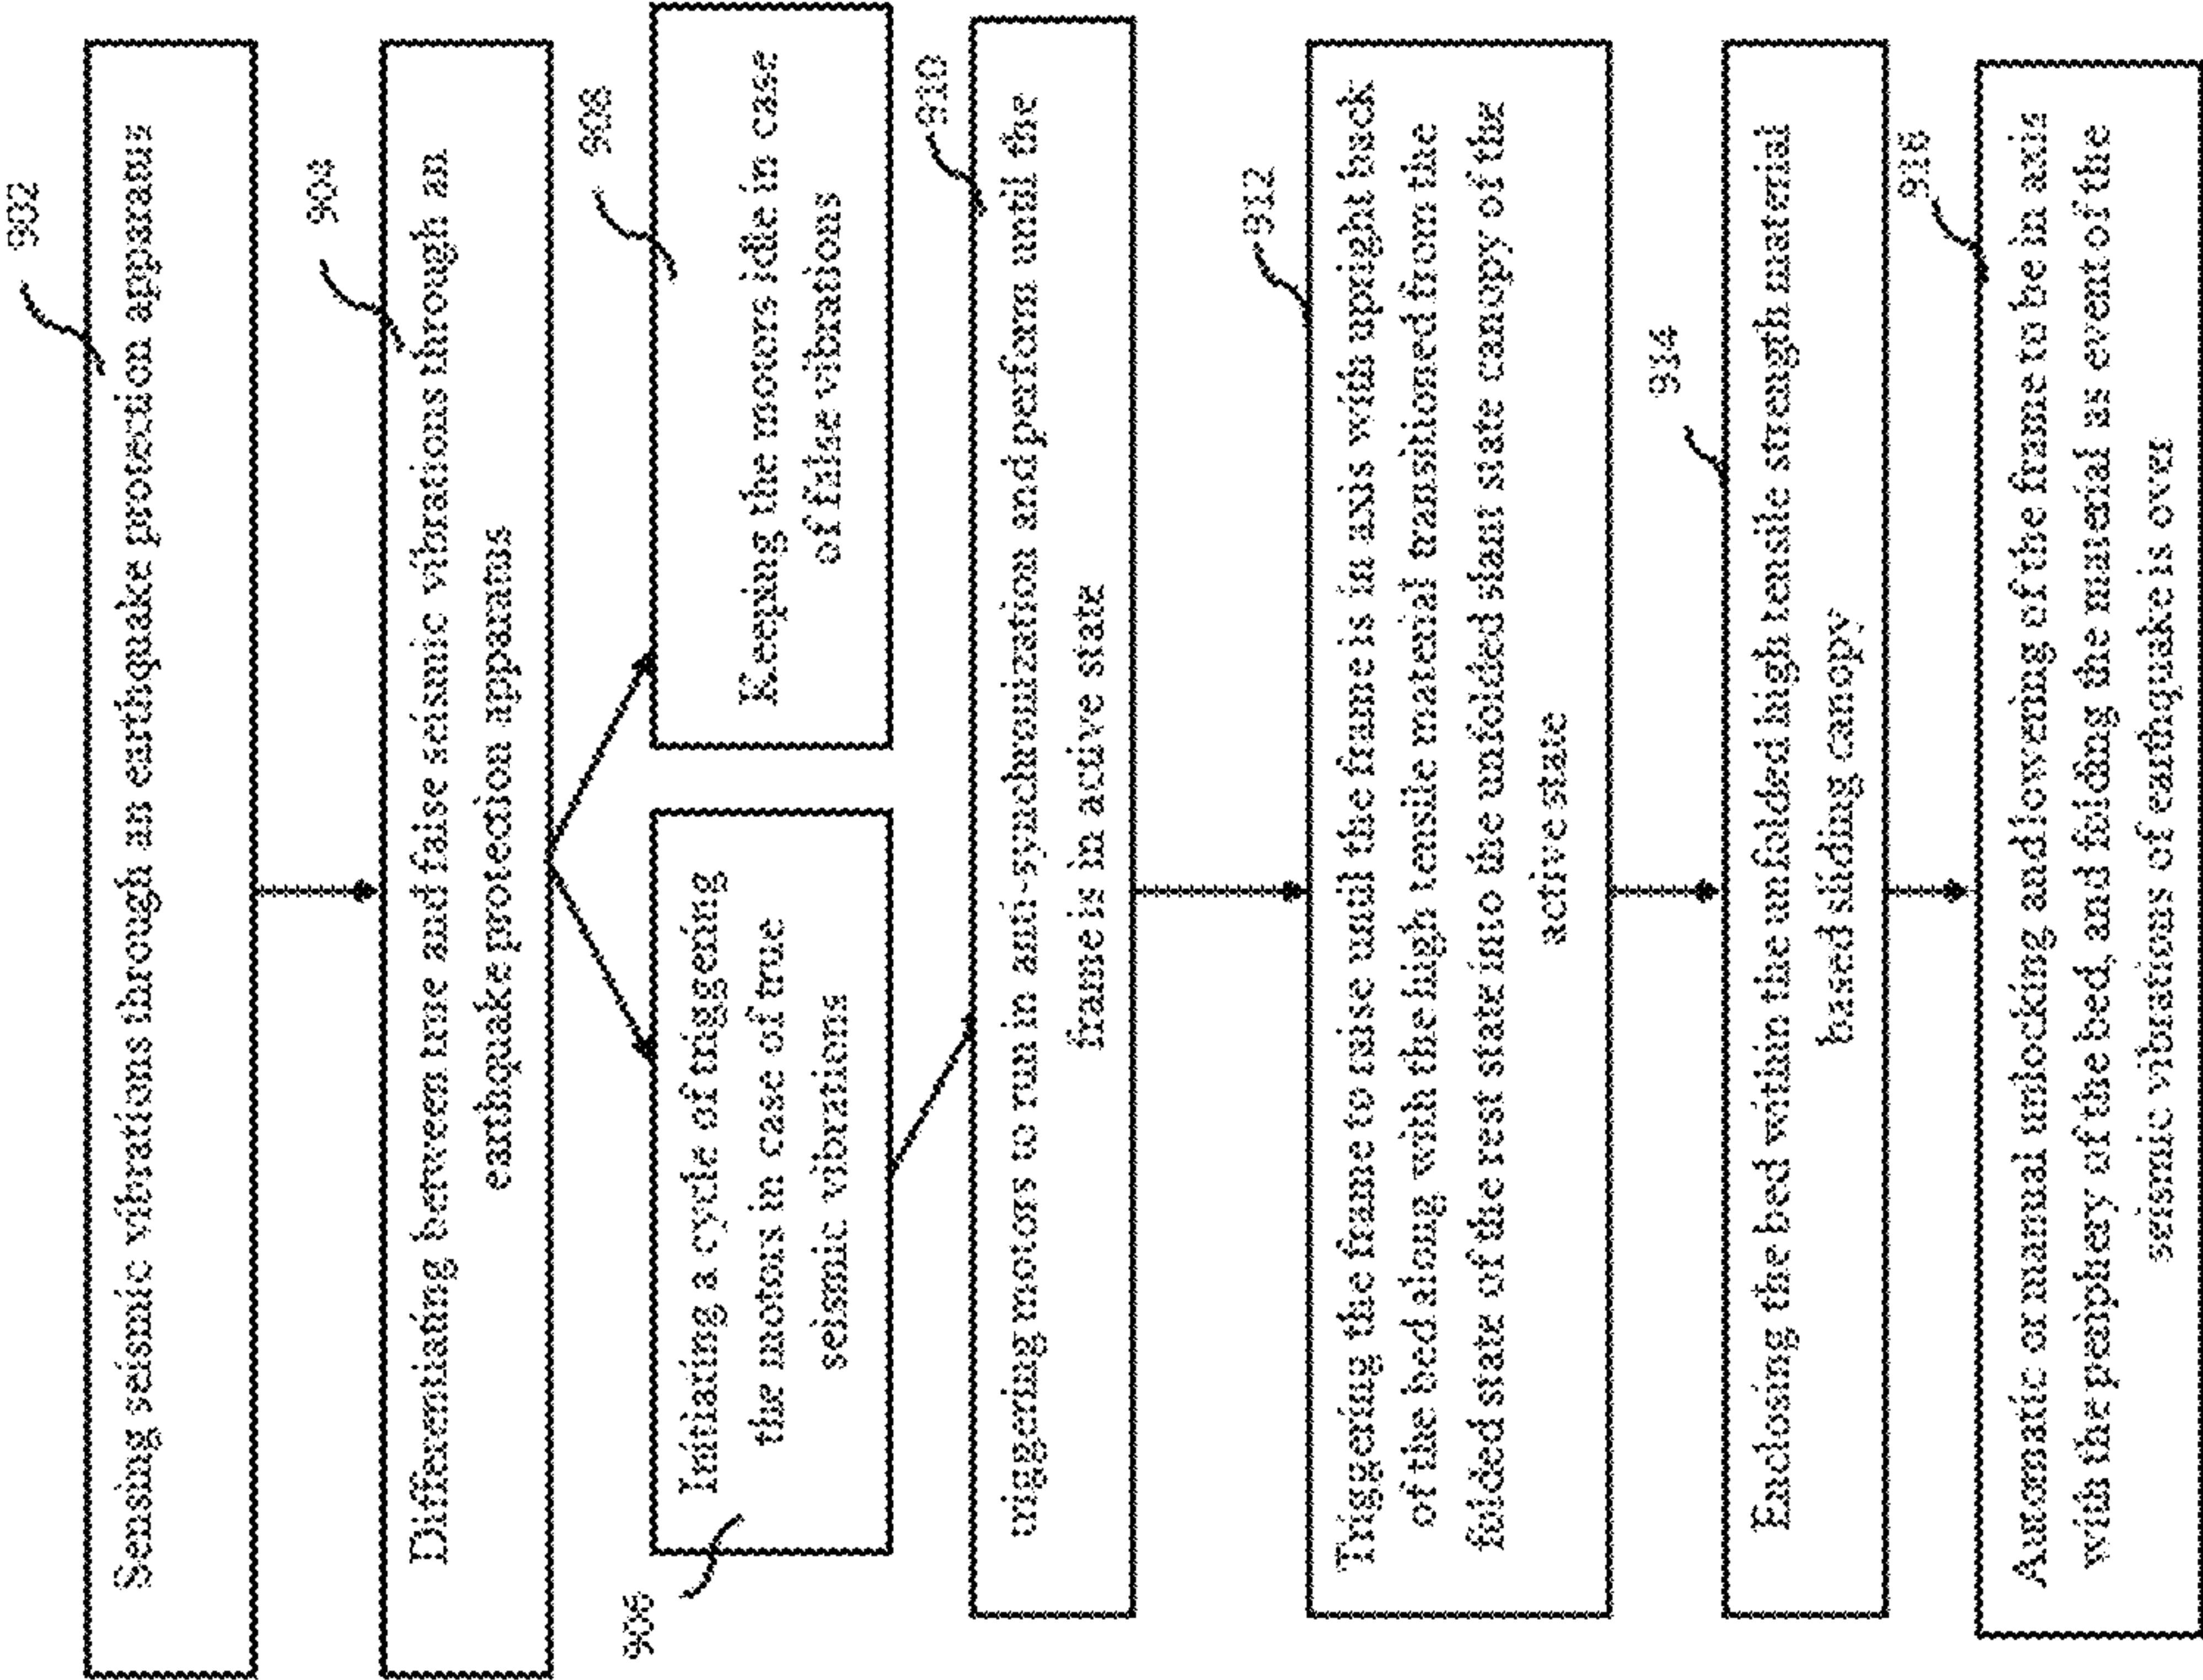 902
Sensing seismic vibrations through an earthquake protection apparatus
904
Differentiating between true and false seismic vibrations through an
earthquake protection apparatus
906
Initiating a cycle of triggering
the motors in case of true
seismic vibrations
908
Keeping the motors idle in case
of false vibrations
910
triggering motors to run in anti-synchronization and perform until the
frame is in active state
912
Triggering the frame to raise until the frame is in axis with upright back
of the bed along with the high tensile material transitioned from the
folded state of the rest state into the unfolded slant state canopy of the
active state
914
Enclosing the bed within the unfolded high tensile strength material
based sliding canopy
916
Automatic or manual unlocking and lowering of the frame to be in axis
with the periphery of the bed, and folding the material as event of the
seismic vibrations of earthquake is over